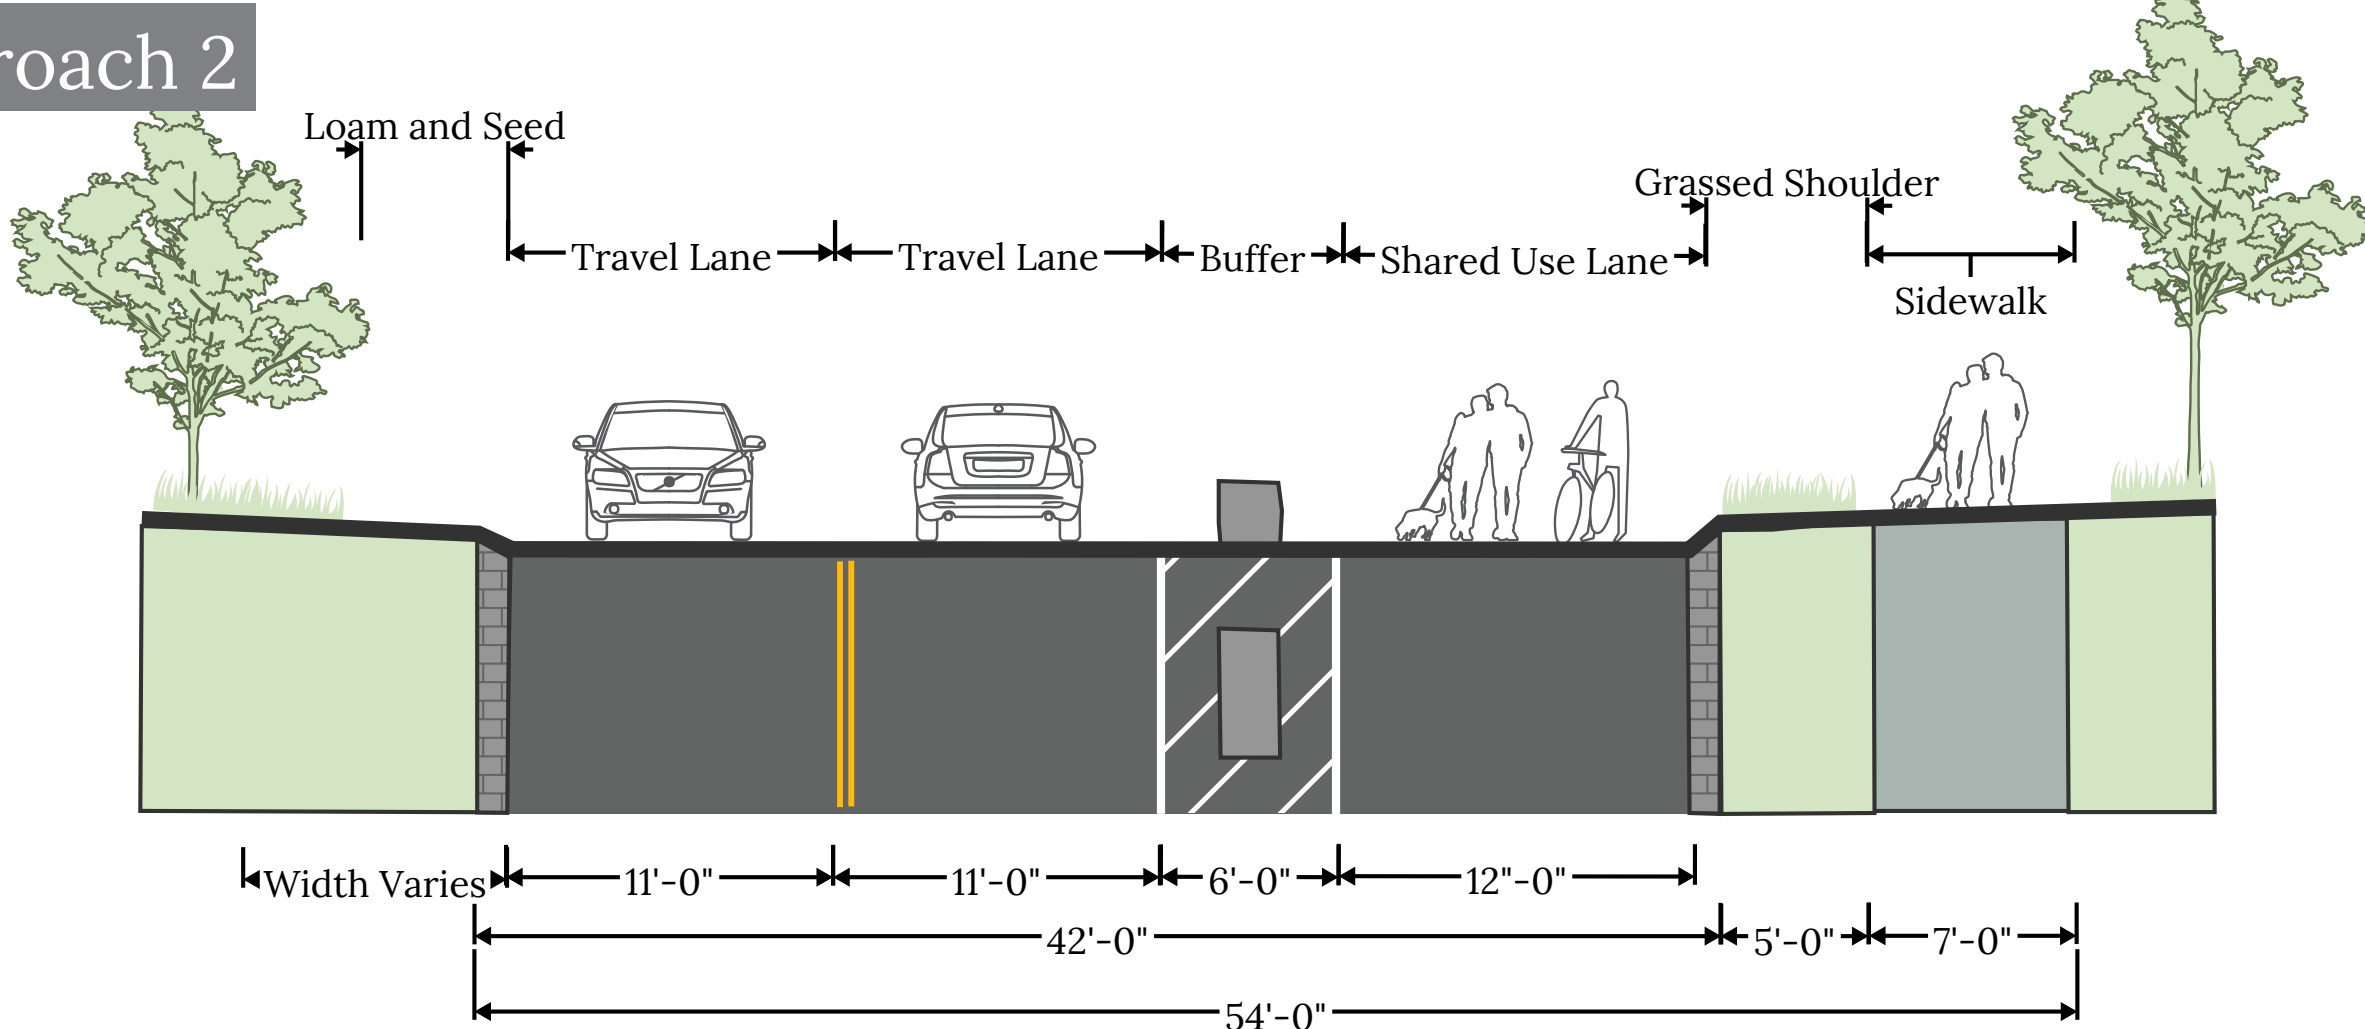 roach 2
Loam and Seed
Grassed Shoulder
Travel Lane
Travel Lane
Buffer
Shared Use Lane
Sidewalk
Width Varies
11'-0"
11'-0"
6'-0"
12"-0"
42'-0"
5'-0"
7'-0"
54'-0"